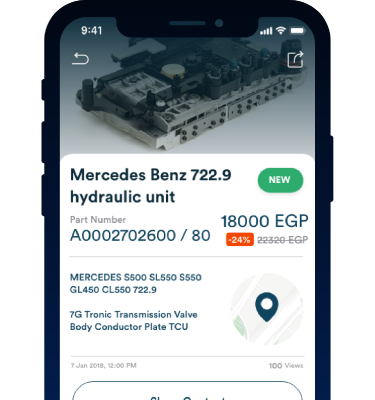 9:41
Mercedes Benz 722.9
hydraulic unit
NEW
Part Number
A0002702600 / 80
18000 EGP
-24% 22320 EGP
MERCEDES S500 SL550 S550
GL450 CL550 722.9
7G Tronic Transmission Valve
Body Conductor Plate TCU
7 Jan 2019, 12:00 PM
100 Views